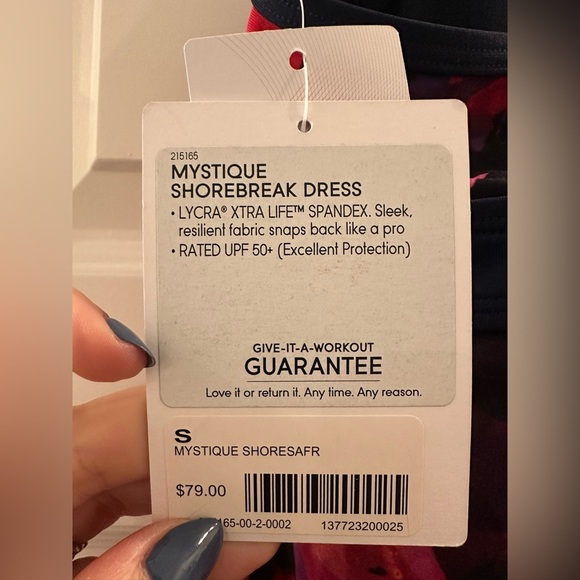 215165
MYSTIQUE
SHOREBREAK DRESS
• LYCRA® XTRA LIFE™ SPANDEX. Sleek,
resilient fabric snaps back like a pro
• RATED UPF 50+ (Excellent Protection)
GIVE-IT-A-WORKOUT
GUARANTEE
Love it or return it. Any time. Any reason.
S
MYSTIQUE SHORESAFR
$79.00
165-00-2-0002 137723200025